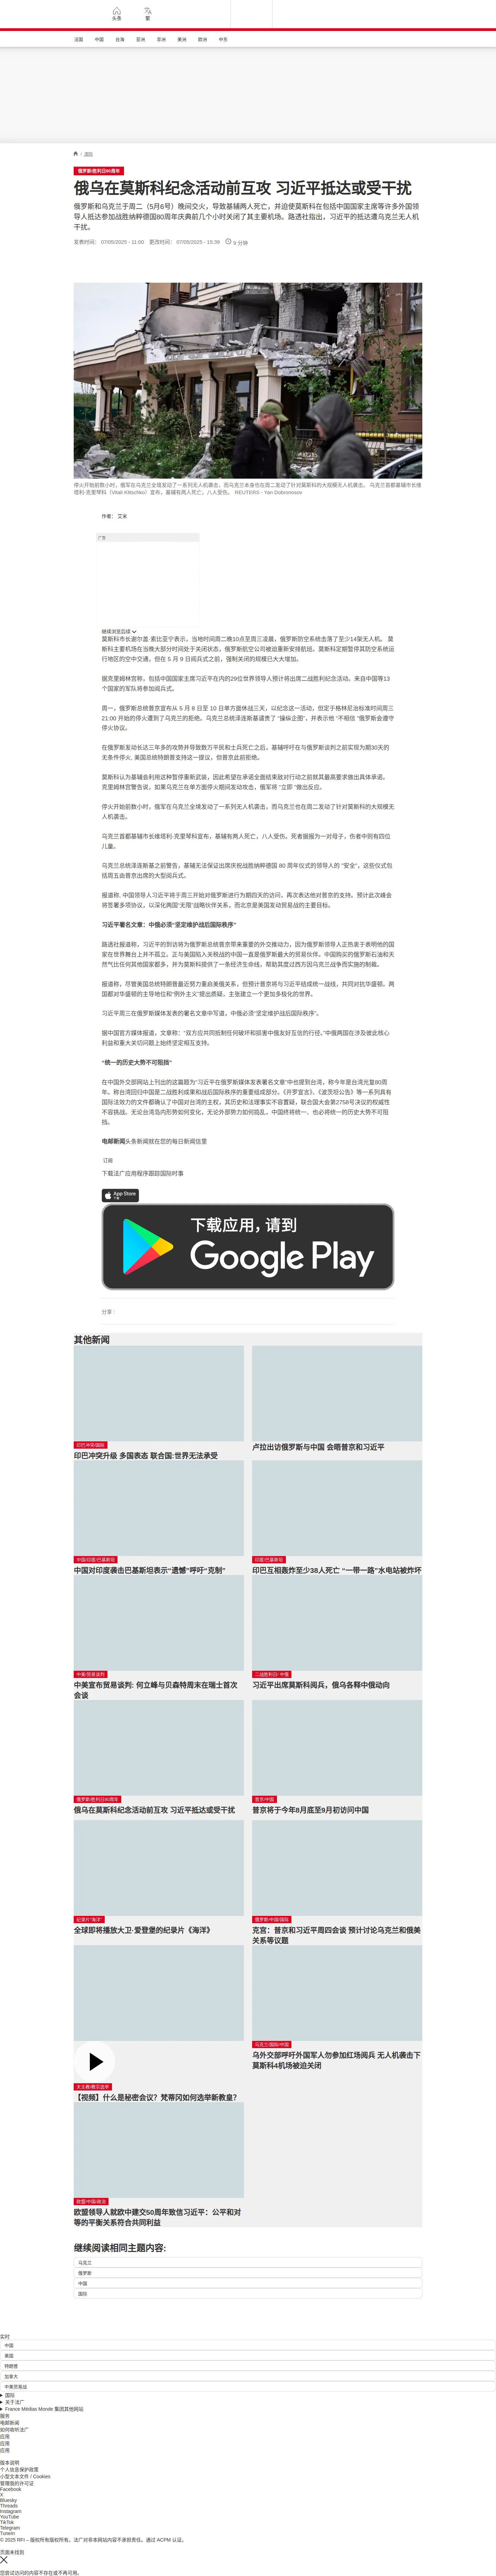 头条
繁
法国
中国
台海
亚洲
非洲
美洲
欧洲
中东
/ 国际
俄罗斯/胜利日80周年
俄乌在莫斯科纪念活动前互攻 习近平抵达或受干扰
俄罗斯和乌克兰于周二（5月6号）晚间交火，导致基辅两人死亡，并迫使莫斯科在包括中国国家主席等许多外国领
导人抵达参加战胜纳粹德国80周年庆典前几个小时关闭了其主要机场。路透社指出，习近平的抵达遭乌克兰无人机
干扰。
发表时间： 07/05/2025 - 11:00 更改时间： 07/05/2025 - 15:39 9 分钟
停火开始前数小时，俄军在乌克兰全境发动了一系列无人机袭击，而乌克兰本身也在周二发动了针对莫斯科的大规模无人机袭击。 乌克兰首都基辅市长维
塔利·克里琴科（Vitali Klitschko）宣布，基辅有两人死亡，八人受伤。 REUTERS - Yan Dobronosov
作者： 艾米
广告
继续浏览后续
莫斯科市长谢尔盖·索比亚宁表示，当地时间周二晚10点至周三凌晨，俄罗斯防空系统击落了至少14架无人机。 莫
斯科主要机场在当晚大部分时间处于关闭状态，俄罗斯航空公司被迫重新安排航班。莫斯科定期暂停其防空系统运
行地区的空中交通，但在 5 月 9 日阅兵式之前，强制关闭的规模已大大增加。
据克里姆林宫称，包括中国国家主席习近平在内的29位世界领导人预计将出席二战胜利纪念活动。来自中国等13
个国家的军队将参加阅兵式。
周一，俄罗斯总统普京宣布从 5 月 8 日至 10 日单方面休战三天，以纪念这一活动，但定于格林尼治标准时间周三
21:00 开始的停火遭到了乌克兰的拒绝。乌克兰总统泽连斯基谴责了 "操纵企图"，并表示他 "不相信 "俄罗斯会遵守
停火协议。
在俄罗斯发动长达三年多的攻势并导致数万平民和士兵死亡之后，基辅呼吁在与俄罗斯谈判之前实现为期30天的
无条件停火. 美国总统特朗普支持这一提议，但普京此前拒绝。
莫斯科认为基辅会利用这种暂停重新武装，因此希望在承诺全面结束敌对行动之前就其最高要求做出具体承诺。
克里姆林宫警告说，如果乌克兰在单方面停火期间发动攻击，俄军将 "立即 "做出反应。
停火开始前数小时，俄军在乌克兰全境发动了一系列无人机袭击，而乌克兰也在周二发动了针对莫斯科的大规模无
人机袭击。
乌克兰首都基辅市长维塔利·克里琴科宣布，基辅有两人死亡，八人受伤。死者据报为一对母子，伤者中则有四位
儿童。
乌克兰总统泽连斯基之前警告，基辅无法保证出席庆祝战胜纳粹德国 80 周年仪式的领导人的 "安全"，这些仪式包
括周五由普京出席的大型阅兵式。
报道称, 中国领导人习近平将于周三开始对俄罗斯进行为期四天的访问，再次表达他对普京的支持。预计此次峰会
将签署多项协议，以深化两国“无限”战略伙伴关系，而北京是美国发动贸易战的主要目标。
习近平署名文章：中俄必须“坚定维护战后国际秩序”
路透社报道称，习近平的到访将为俄罗斯总统普京带来重要的外交推动力，因为俄罗斯领导人正热衷于表明他的国
家在世界舞台上并不孤立。正与美国陷入关税战的中国一直是俄罗斯最大的贸易伙伴。中国购买的俄罗斯石油和天
然气比任何其他国家都多，并为莫斯科提供了一条经济生命线，帮助其度过西方因乌克兰战争而实施的制裁。
报道称，尽管美国总统特朗普最近努力重启美俄关系，但预计普京将与习近平结成统一战线，共同对抗华盛顿。两
国都对华盛顿的主导地位和“例外主义”提出质疑，主张建立一个更加多极化的世界。
习近平周三在俄罗斯媒体发表的署名文章中写道，中俄必须“坚定维护战后国际秩序”。
据中国官方媒体报道，文章称：“双方应共同抵制任何破坏和损害中俄友好互信的行径。”中俄两国在涉及彼此核心
利益和重大关切问题上始终坚定相互支持。
“统一的历史大势不可阻挡”
在中国外交部网站上刊出的这篇题为“习近平在俄罗斯媒体发表署名文章”中也提到台湾，称今年是台湾光复80周
年。称台湾回归中国是二战胜利成果和战后国际秩序的重要组成部分。《开罗宣言》、《波茨坦公告》等一系列具有
国际法效力的文件都确认了中国对台湾的主权，其历史和法理事实不容置疑，联合国大会第2758号决议的权威性
不容挑战。无论台湾岛内形势如何变化，无论外部势力如何捣乱，中国终将统一、也必将统一的历史大势不可阻
挡。
电邮新闻头条新闻就在您的每日新闻信里
订阅
下载法广应用程序跟踪国际时事
App Store
下载应用，请到
Google Play
分享 :
其他新闻
印巴冲突/国际
印巴冲突升级 多国表态 联合国:世界无法承受
卢拉出访俄罗斯与中国 会晤普京和习近平
中国/印度/巴基斯坦
中国对印度袭击巴基斯坦表示“遗憾”呼吁“克制”
印度/巴基斯坦
印巴互相轰炸至少38人死亡 “一带一路”水电站被炸坏
中美/贸易谈判
中美宣布贸易谈判: 何立峰与贝森特周末在瑞士首次
会谈
二战胜利日/ 中俄
习近平出席莫斯科阅兵，俄乌各释中俄动向
俄罗斯/胜利日80周年
俄乌在莫斯科纪念活动前互攻 习近平抵达或受干扰
普京/中国
普京将于今年8月底至9月初访问中国
纪录片“海洋”
全球即将播放大卫·爱登堡的纪录片《海洋》
俄罗斯/中国/国际
克宫：普京和习近平周四会谈 预计讨论乌克兰和俄美
关系等议题
天主教/教宗选举
【视频】什么是秘密会议？梵蒂冈如何选举新教皇？
乌克兰/国际/中国
乌外交部呼吁外国军人勿参加红场阅兵 无人机袭击下
莫斯科4机场被迫关闭
欧盟/中国/政治
欧盟领导人就欧中建交50周年致信习近平：公平和对
等的平衡关系符合共同利益
继续阅读相同主题内容:
乌克兰
俄罗斯
中国
国际
实时
中国
美国
特朗普
加拿大
中美贸易战
国际
关于法广
France Médias Monde 集团其他网站
服务
电邮新闻
如何收听法广
应用
应用
应用
版本说明
个人信息保护政策
小型文本文件 / Cookies
管理我的许可证
Facebook
X
Bluesky
Threads
Instagram
YouTube
TikTok
Telegram
TuneIn
© 2025 RFI – 版权所有版权所有。法广对非本网站内容不承担责任。通过 ACPM 认证。
页面未找到
您尝试访问的内容不存在或不再可用。